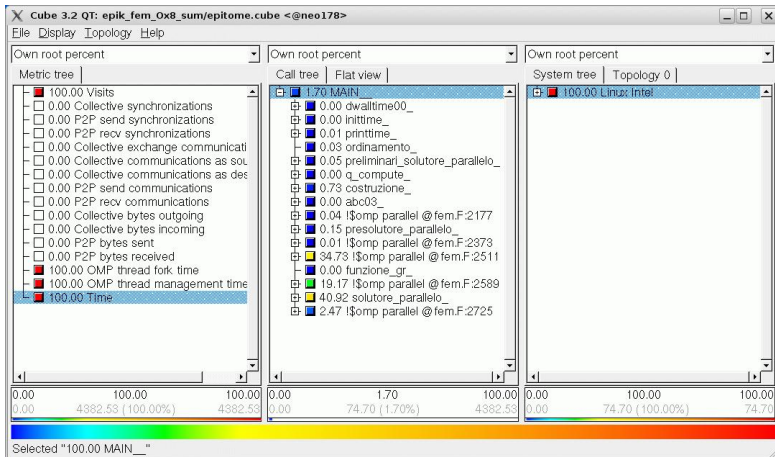 Cube 3.2 QT: epik_fem_Ox8_sum/epitome.cube <@neo178>
File Display Topology Help
Own root percent
Metric tree
100.00 Visits
0.00 Collective synchronizations
0.00 P2P send synchronizations
0.00 P2P recv synchronizations
0.00 Collective exchange communicati
0.00 Collective communications as sou
0.00 Collective communications as des
0.00 P2P send communications
0.00 P2P recv communications
0.00 Collective bytes outgoing
0.00 Collective bytes incoming
0.00 P2P bytes sent
0.00 P2P bytes received
100.00 OMP thread fork time
100.00 OMP thread management time
100.00 Time
0.00 100.00 100.00
0.00 4382.53 (100.00%) 4382.53
Own root percent
Call tree Flat view
1.70 MAIN__
0.00 dwalltime00_
0.00 inittime_
0.01 printtime_
0.03 ordinamento_
0.05 preliminari_solutore_parallelo_
0.00 q_compute_
0.73 costruzione_
0.00 abc03_
0.04 !$omp parallel @fem.F:2177
0.15 presolutore_parallelo_
0.01 !$omp parallel @fem.F:2373
34.73 !$omp parallel @fem.F:2511
0.00 funzione_gr_
19.17 !$omp parallel @fem.F:2589
40.92 solutore_parallelo_
2.47 !$omp parallel @fem.F:2725
0.00 1.70 100.00
0.00 74.70 (1.70%) 4382.53
Own root percent
System tree Topology 0
100.00 Linux Intel
0.00 100.00 100.00
0.00 74.70 (100.00%) 74.70
Selected "100.00 MAIN__"